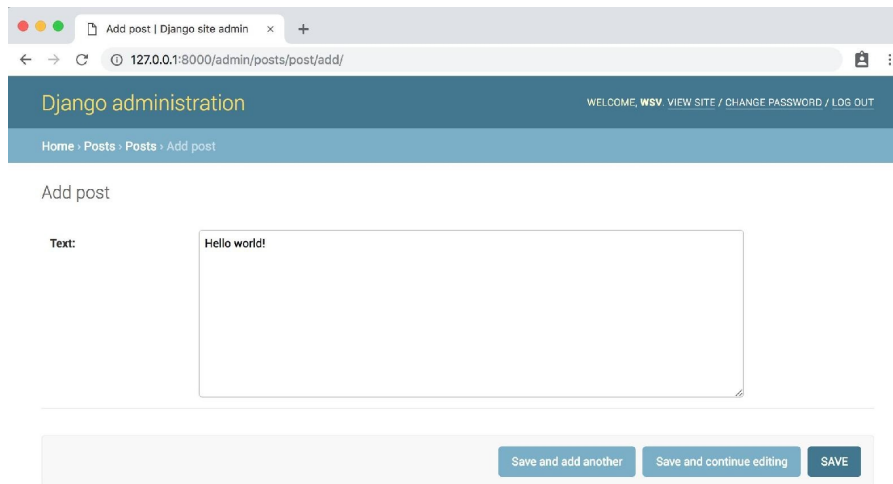 Add post | Django site admin
127.0.0.1:8000/admin/posts/post/add/
Django administration
WELCOME, WSV. VIEW SITE / CHANGE PASSWORD / LOG OUT
Home › Posts › Posts › Add post
Add post
Text:
Hello world!
Save and add another
Save and continue editing
SAVE